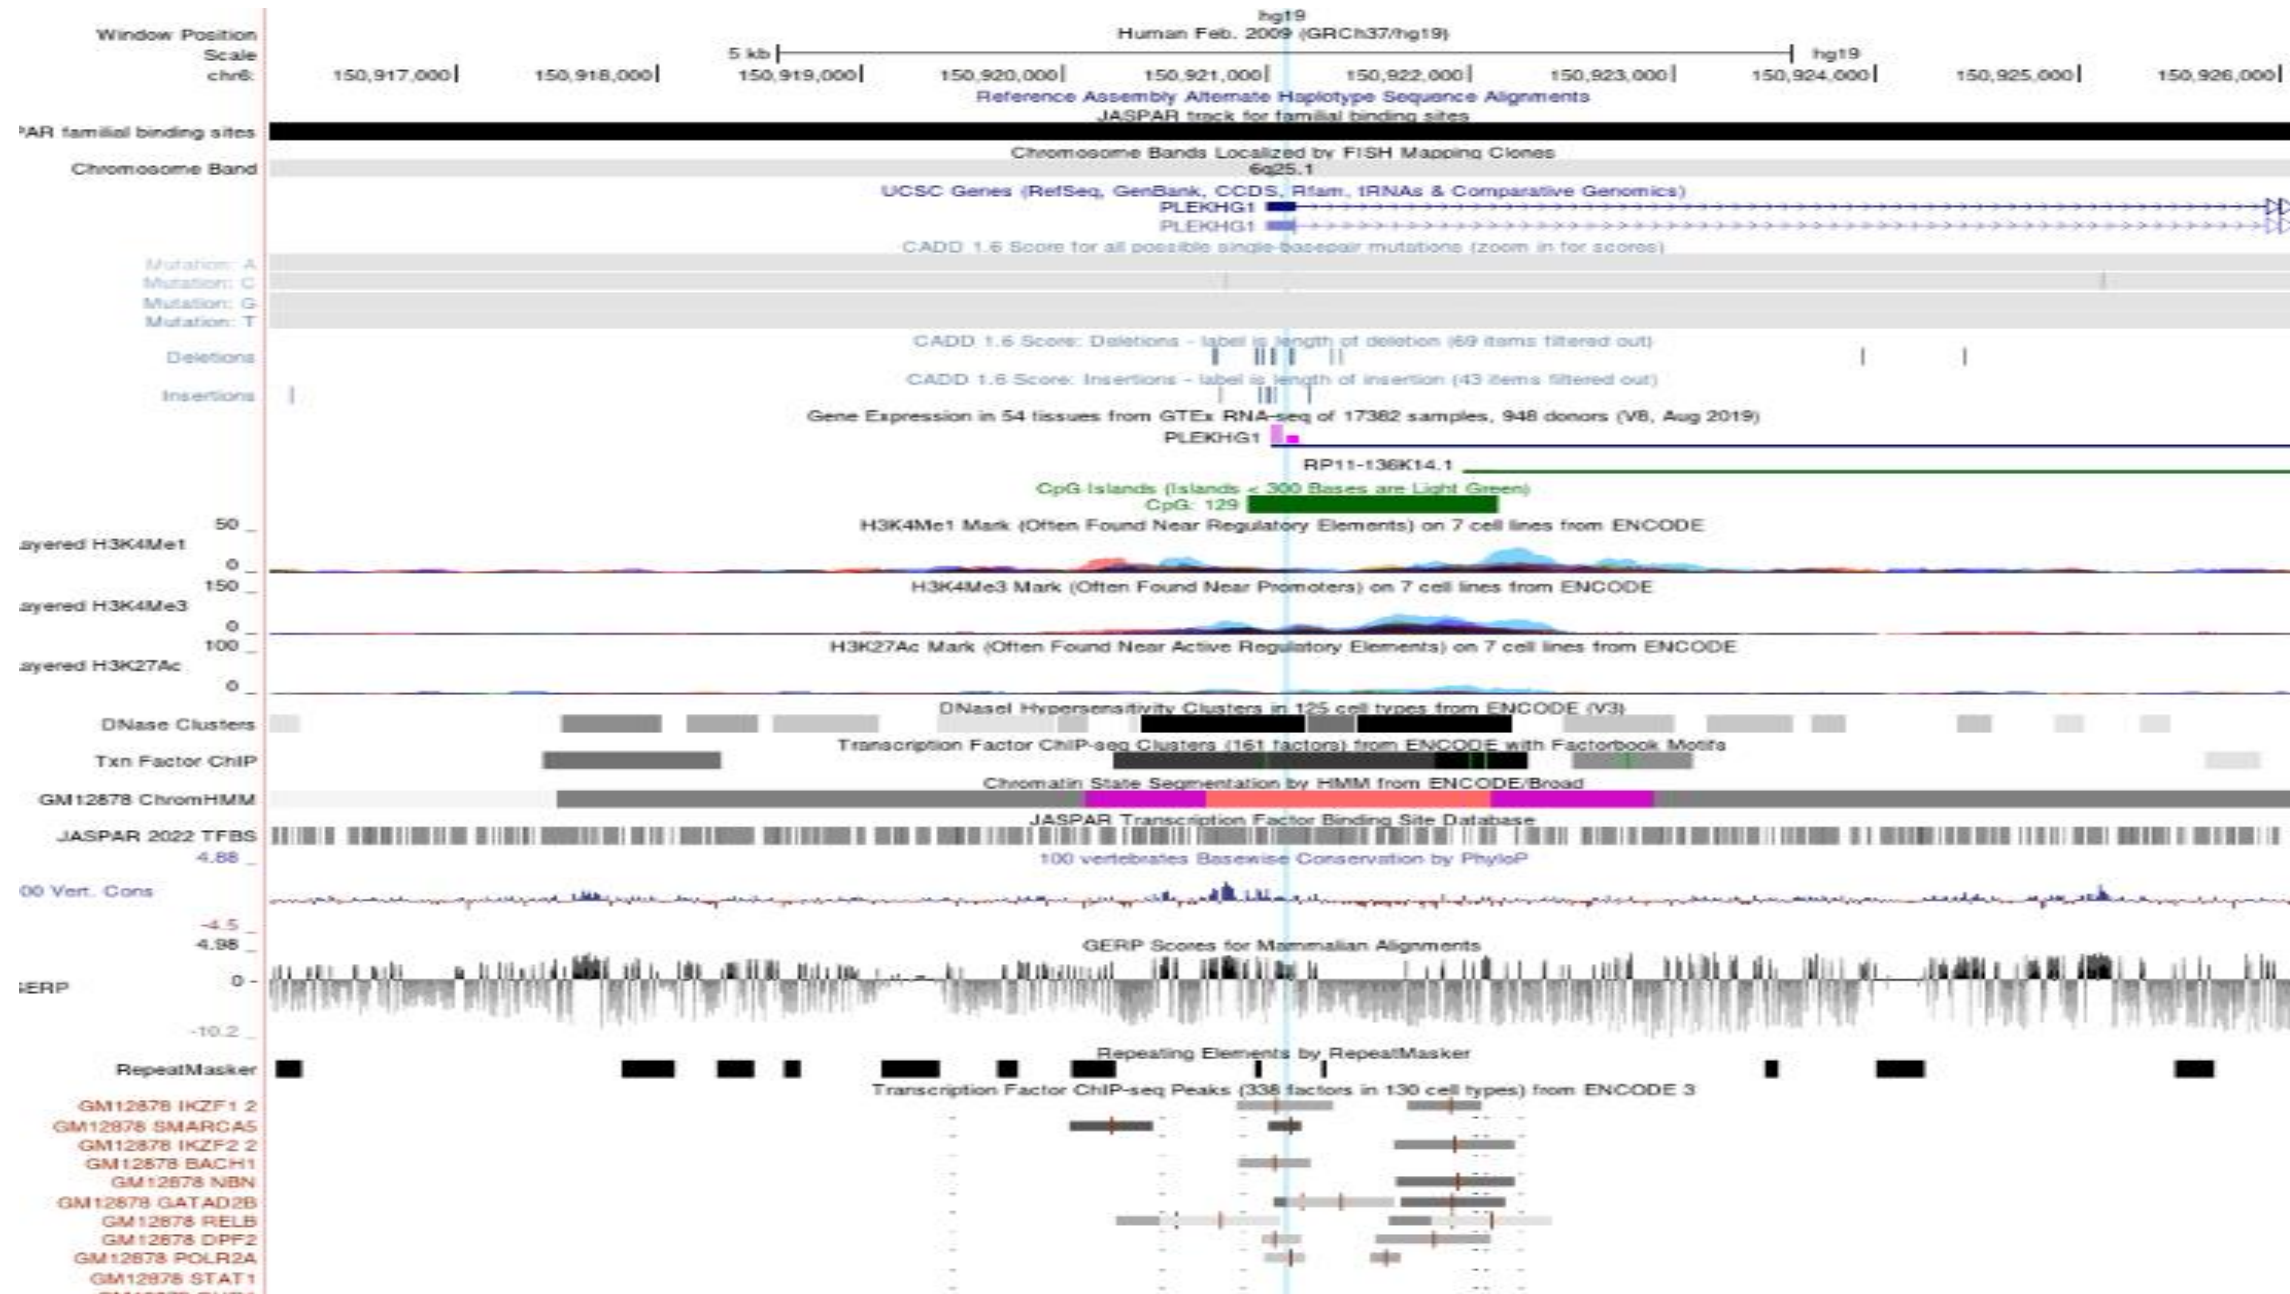 hg19
Window Position Human Feb. 2009 (GRCh37/hg19)
Scale 5 kb hg19
chr6: 150,917,000 150,918,000 150,919,000 150,920,000 150,921,000 150,922,000 150,923,000 150,924,000 150,925,000 150,926,000
Reference Assembly Alternate Haplotype Sequence Alignments
JASPAR track for familial binding sites
PAR familial binding sites
Chromosome Bands Localized by FISH Mapping Clones
Chromosome Band 6q25.1
UCSC Genes (RefSeq, GenBank, CCDS, Rfam, tRNAs & Comparative Genomics)
PLEKHG1
PLEKHG1
CADD 1.6 Score for all possible single-basepair mutations (zoom in for scores)
Mutation: A
Mutation: C
Mutation: G
Mutation: T
CADD 1.6 Score: Deletions - label is length of deletion (69 items filtered out)
Deletions
CADD 1.6 Score: Insertions - label is length of insertion (43 items filtered out)
Insertions
Gene Expression in 54 tissues from GTEx RNA-seq of 17382 samples, 948 donors (V8, Aug 2019)
PLEKHG1
RP11-136K14.1
CpG Islands (Islands < 300 Bases are Light Green)
CpG: 129
50 H3K4Me1 Mark (Often Found Near Regulatory Elements) on 7 cell lines from ENCODE
ayered H3K4Me1
0
150 H3K4Me3 Mark (Often Found Near Promoters) on 7 cell lines from ENCODE
ayered H3K4Me3
0
100 H3K27Ac Mark (Often Found Near Active Regulatory Elements) on 7 cell lines from ENCODE
ayered H3K27Ac
0
DNaseI Hypersensitivity Clusters in 125 cell types from ENCODE (V3)
DNase Clusters
Transcription Factor ChIP-seq Clusters (161 factors) from ENCODE with Factorbook Motifs
Txn Factor ChIP
Chromatin State Segmentation by HMM from ENCODE/Broad
GM12878 ChromHMM
JASPAR Transcription Factor Binding Site Database
JASPAR 2022 TFBS
4.88 100 vertebrates Basewise Conservation by PhyloP
00 Vert. Cons
-4.5
4.98 GERP Scores for Mammalian Alignments
0
GERP
-10.2
Repeating Elements by RepeatMasker
RepeatMasker
Transcription Factor ChIP-seq Peaks (338 factors in 130 cell types) from ENCODE 3
GM12878 IKZF1 2
GM12878 SMARCA5
GM12878 IKZF2 2
GM12878 BACH1
GM12878 NBN
GM12878 GATAD2B
GM12878 RELB
GM12878 DPF2
GM12878 POLR2A
GM12878 STAT1